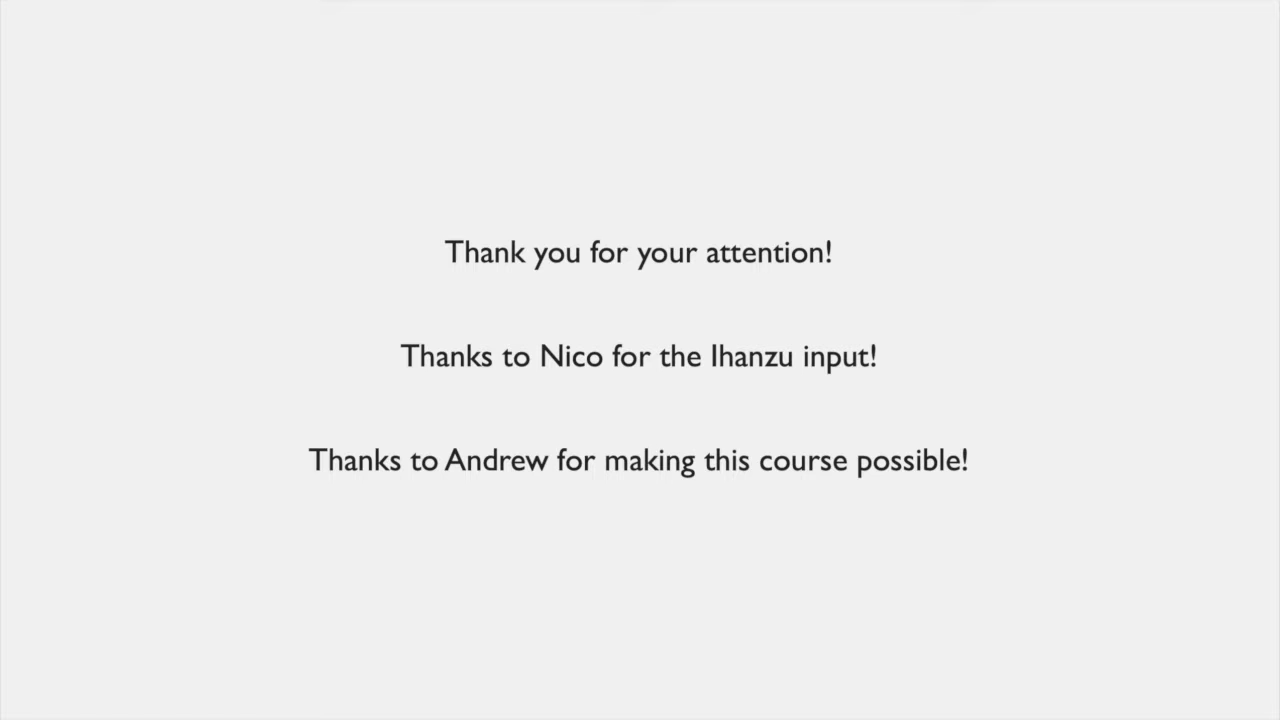 Thank you for your attention!
Thanks to Nico for the Ihanzu input!
Thanks to Andrew for making this course possible!